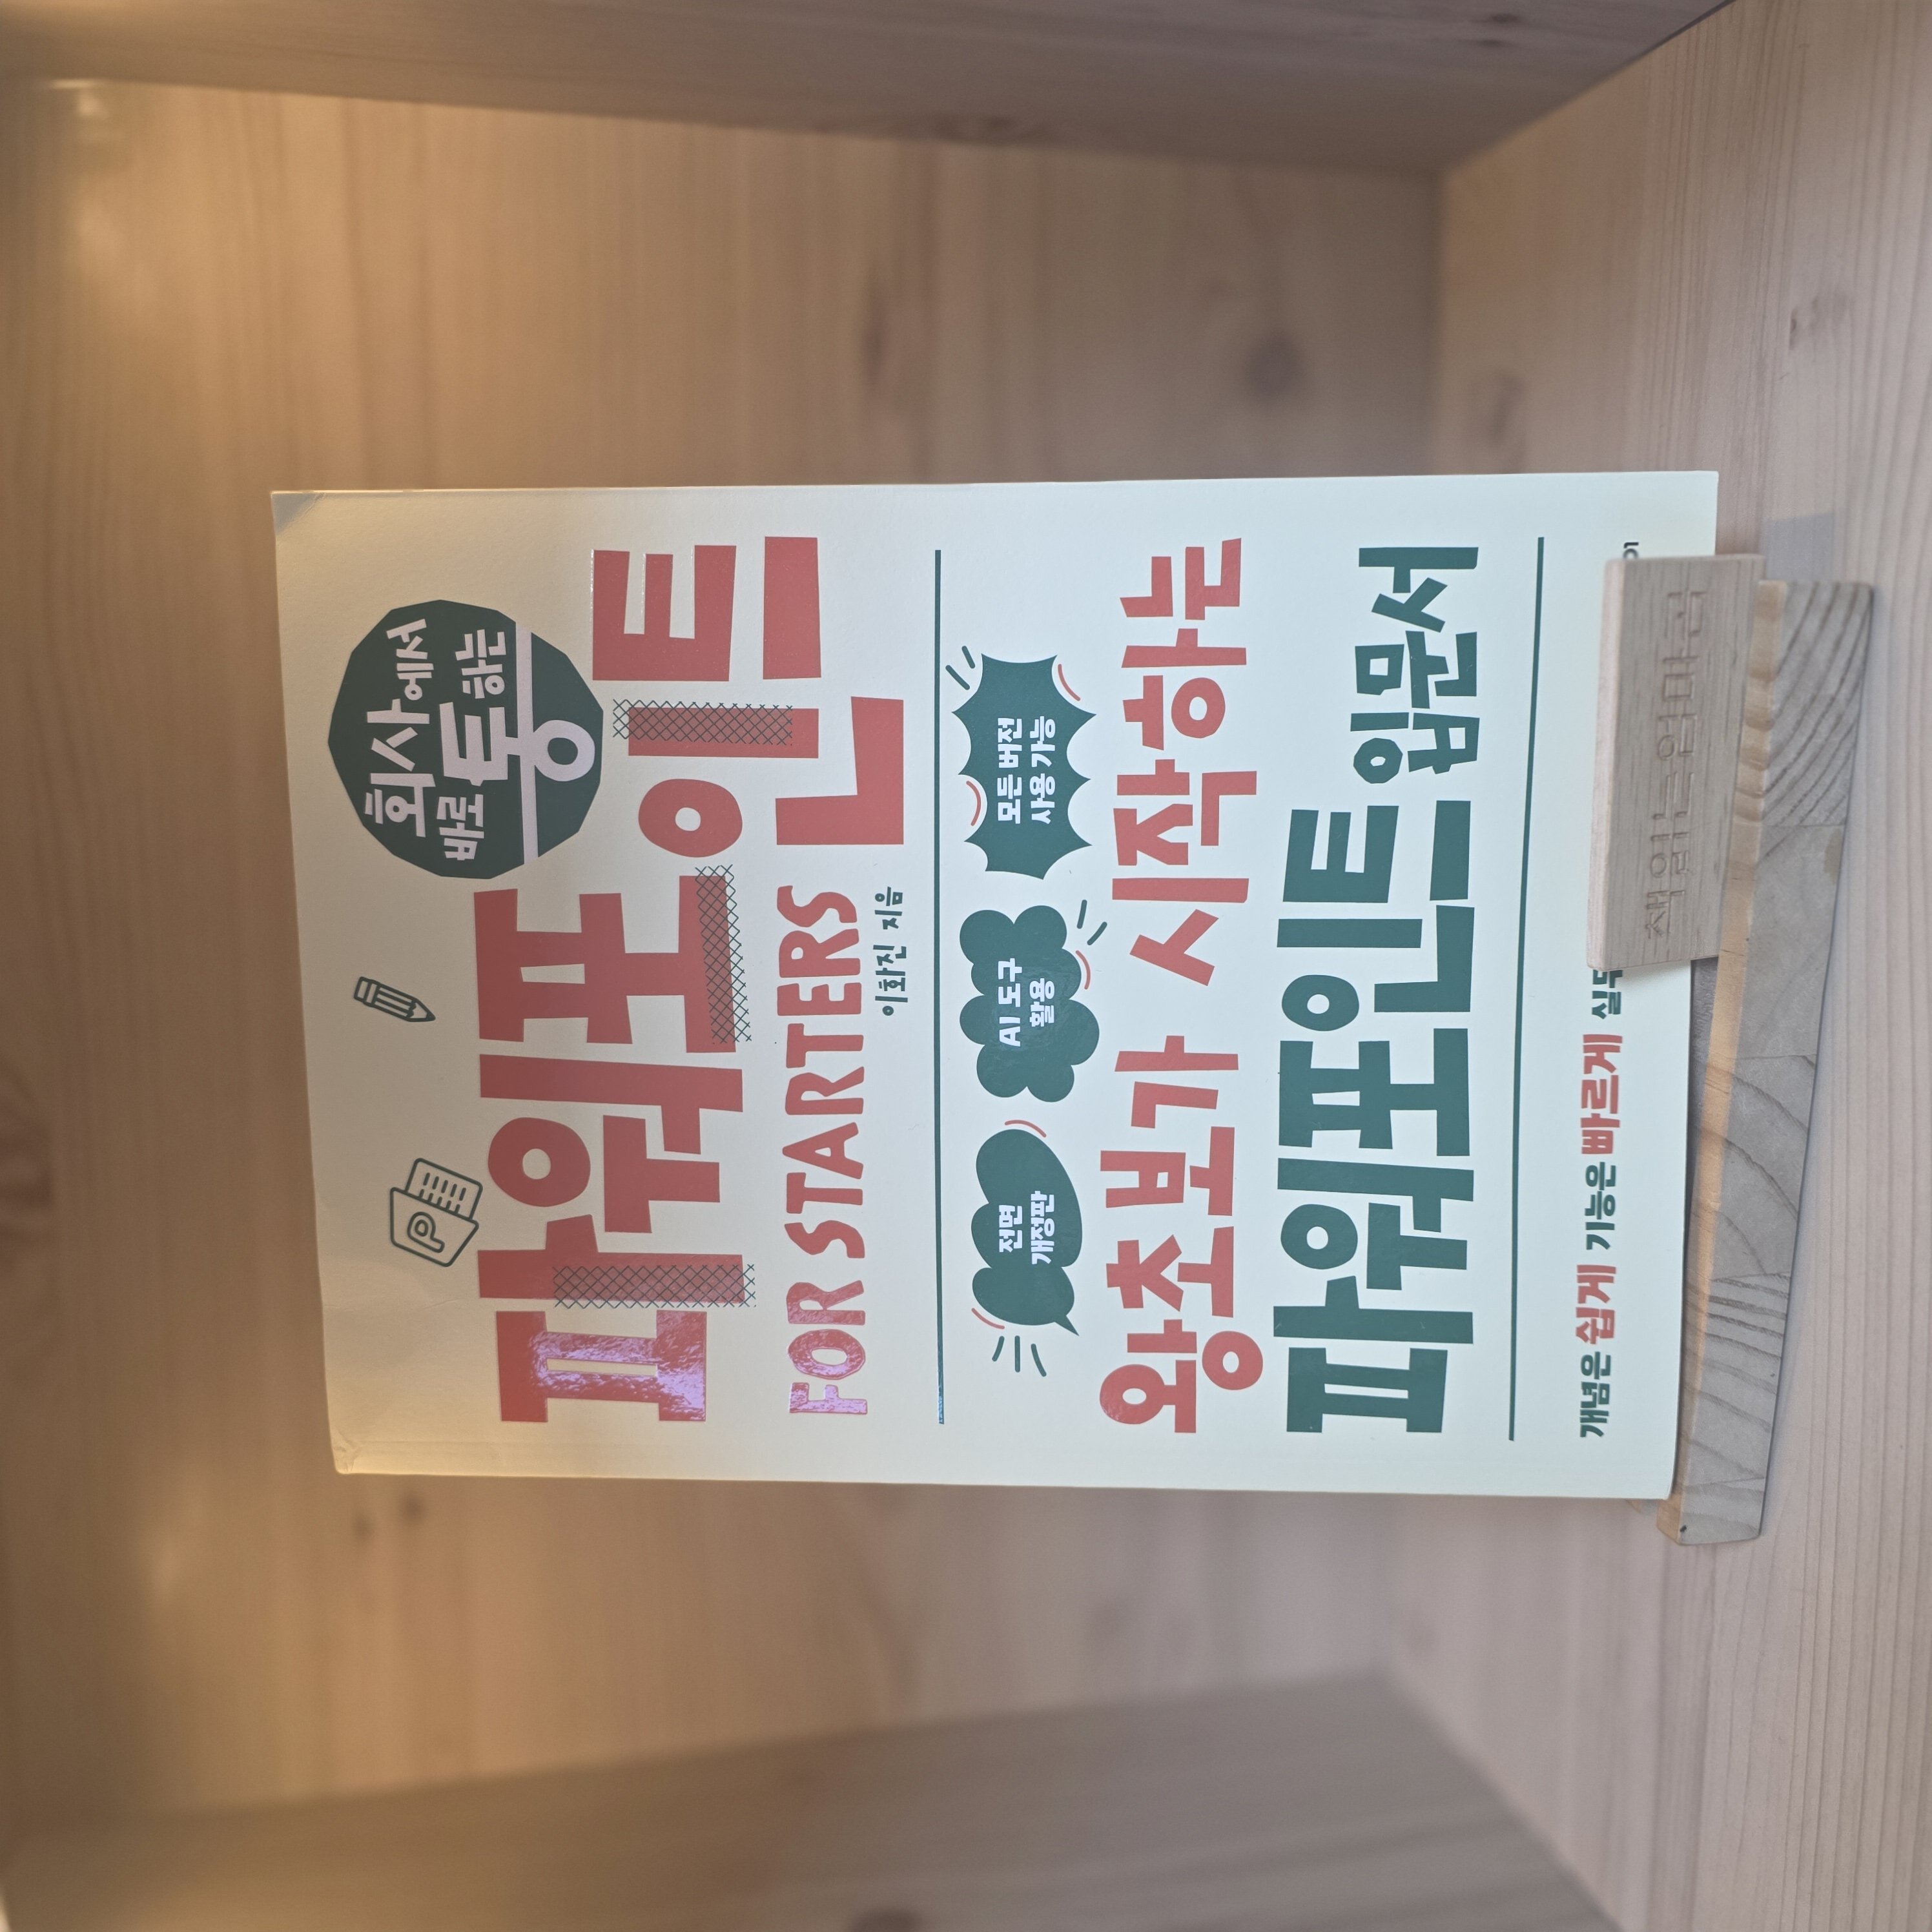 회사에서
바로 통하는
파워포인트
FOR STARTERS
이화진 지음
전면
개정판
AI 도구
활용
모든 버전
사용 가능
왕초보가 시작하는
파워포인트 입문서
개념은 쉽게 기능은 빠르게
책읽는엄마곰
P